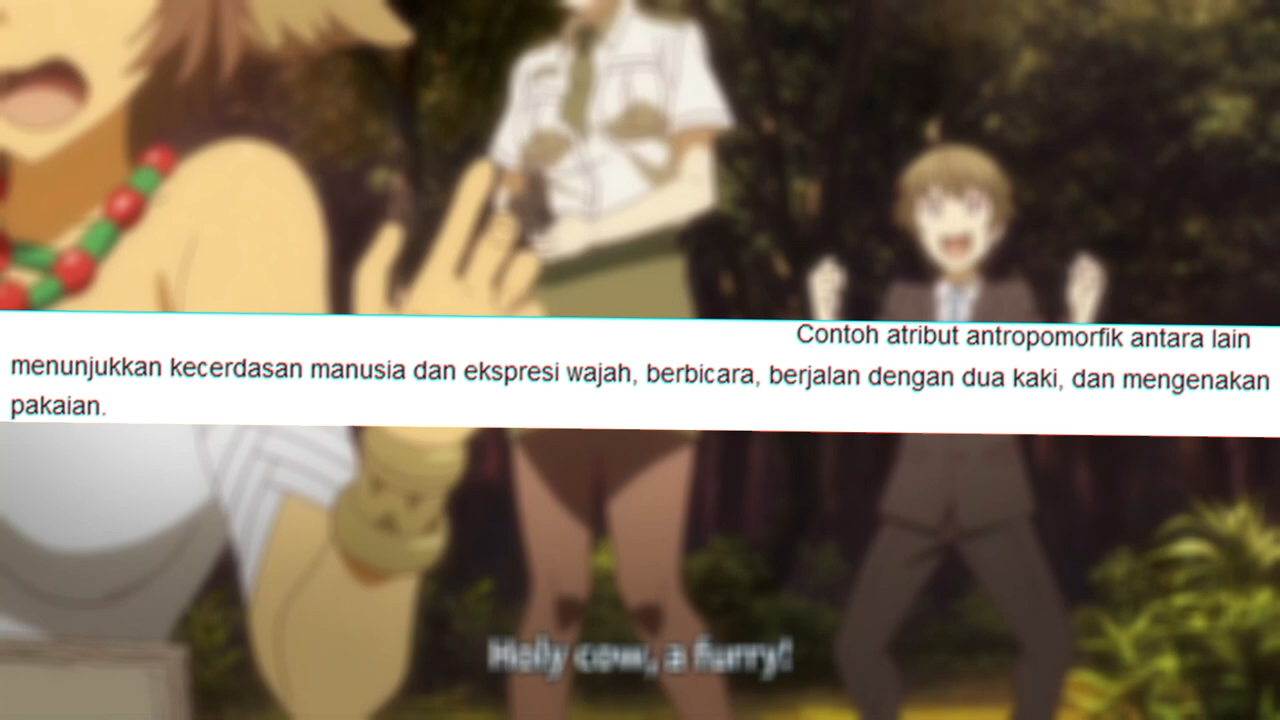 Contoh atribut antropomorfik antara lain
menunjukkan kecerdasan manusia dan ekspresi wajah, berbicara, berjalan dengan dua kaki, dan mengenakan
pakaian.
Holy cow, a furry!